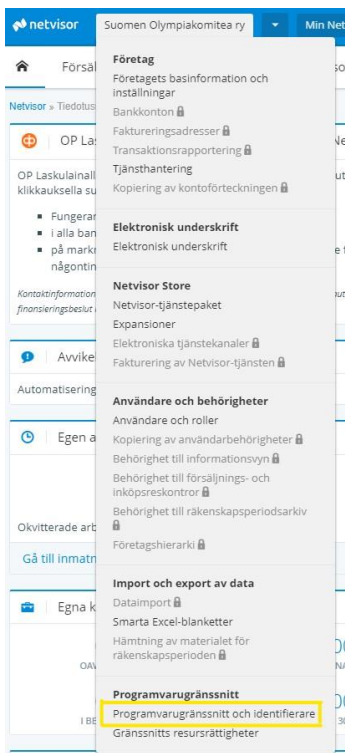 netvisor
Suomen Olympiakomitea ry
Min Net
Försäl
Netvisor » Tiedotus
OP Las
OP Laskulainall
klikkauksella su
Fungerar
i alla ban
på markn
någontin
Kontaktinformation
finansieringsbeslut
Avvike
Automatisering
Egen a
Okvitterade arb
Gå till inmatn
Egna k
OAV
I BE
Företag
Företagets basinformation och
inställningar
Bankkonton
Faktureringsadresser
Transaktionsrapportering
Tjänsthantering
Kopiering av kontoförteckningen
Elektronisk underskrift
Elektronisk underskrift
Netvisor Store
Netvisor-tjänstepaket
Expansioner
Elektroniska tjänstekanaler
Fakturering av Netvisor-tjänsten
Användare och behörigheter
Användare och roller
Kopiering av användarbehörigheter
Behörighet till informationsvyn
Behörighet till försäljnings- och
inköpsreskontror
Behörighet till räkenskapsperiodsarkiv
Företagshierarki
Import och export av data
Dataimport
Smarta Excel-blanketter
Hämtning av materialet för
räkenskapsperioden
Programvarugränssnitt
Programvarugränssnitt och identifierare
Gränssnitts resursrättigheter